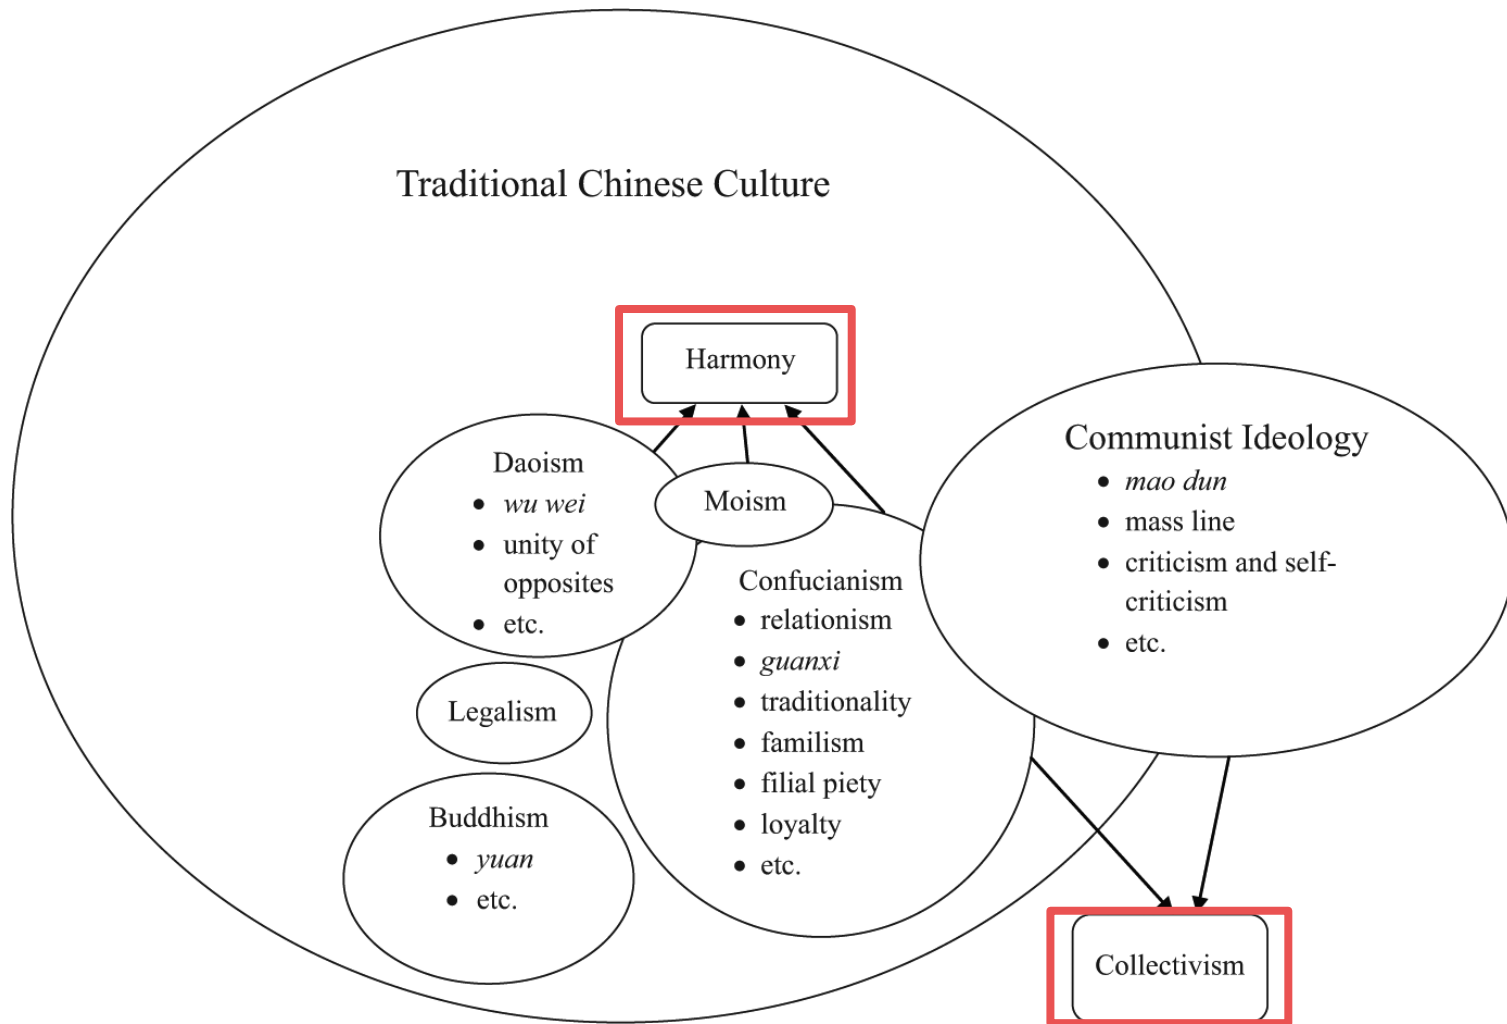 Traditional Chinese Culture
Harmony
Daoism
• wu wei
• unity of
opposites
• etc.
Moism
Communist Ideology
• mao dun
• mass line
• criticism and self-
criticism
• etc.
Confucianism
• relationism
• guanxi
• traditionality
• familism
• filial piety
• loyalty
• etc.
Legalism
Buddhism
• yuan
• etc.
Collectivism